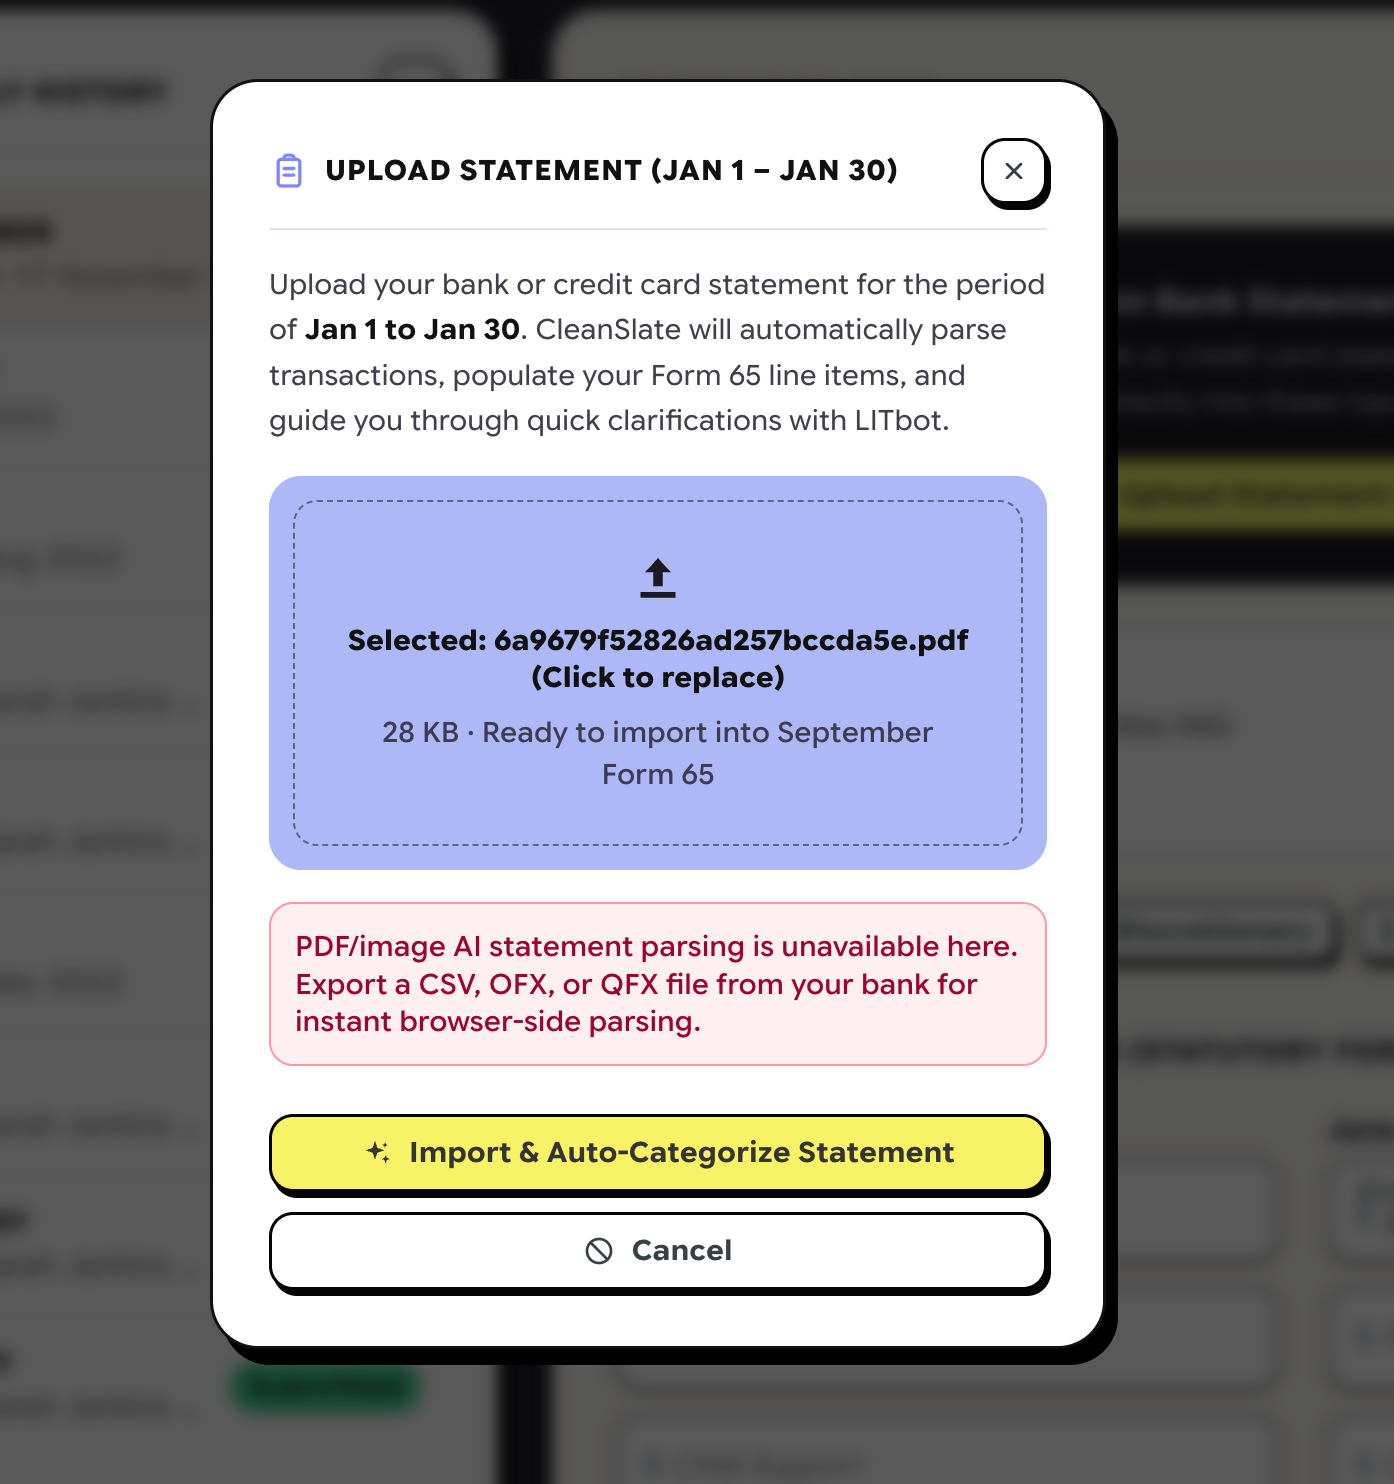 UPLOAD STATEMENT (JAN 1 – JAN 30)
Upload your bank or credit card statement for the period
of Jan 1 to Jan 30. CleanSlate will automatically parse
transactions, populate your Form 65 line items, and
guide you through quick clarifications with LITbot.
Selected: 6a9679f52826ad257bccda5e.pdf
(Click to replace)
28 KB · Ready to import into September
Form 65
PDF/image AI statement parsing is unavailable here.
Export a CSV, OFX, or QFX file from your bank for
instant browser-side parsing.
Import & Auto-Categorize Statement
Cancel